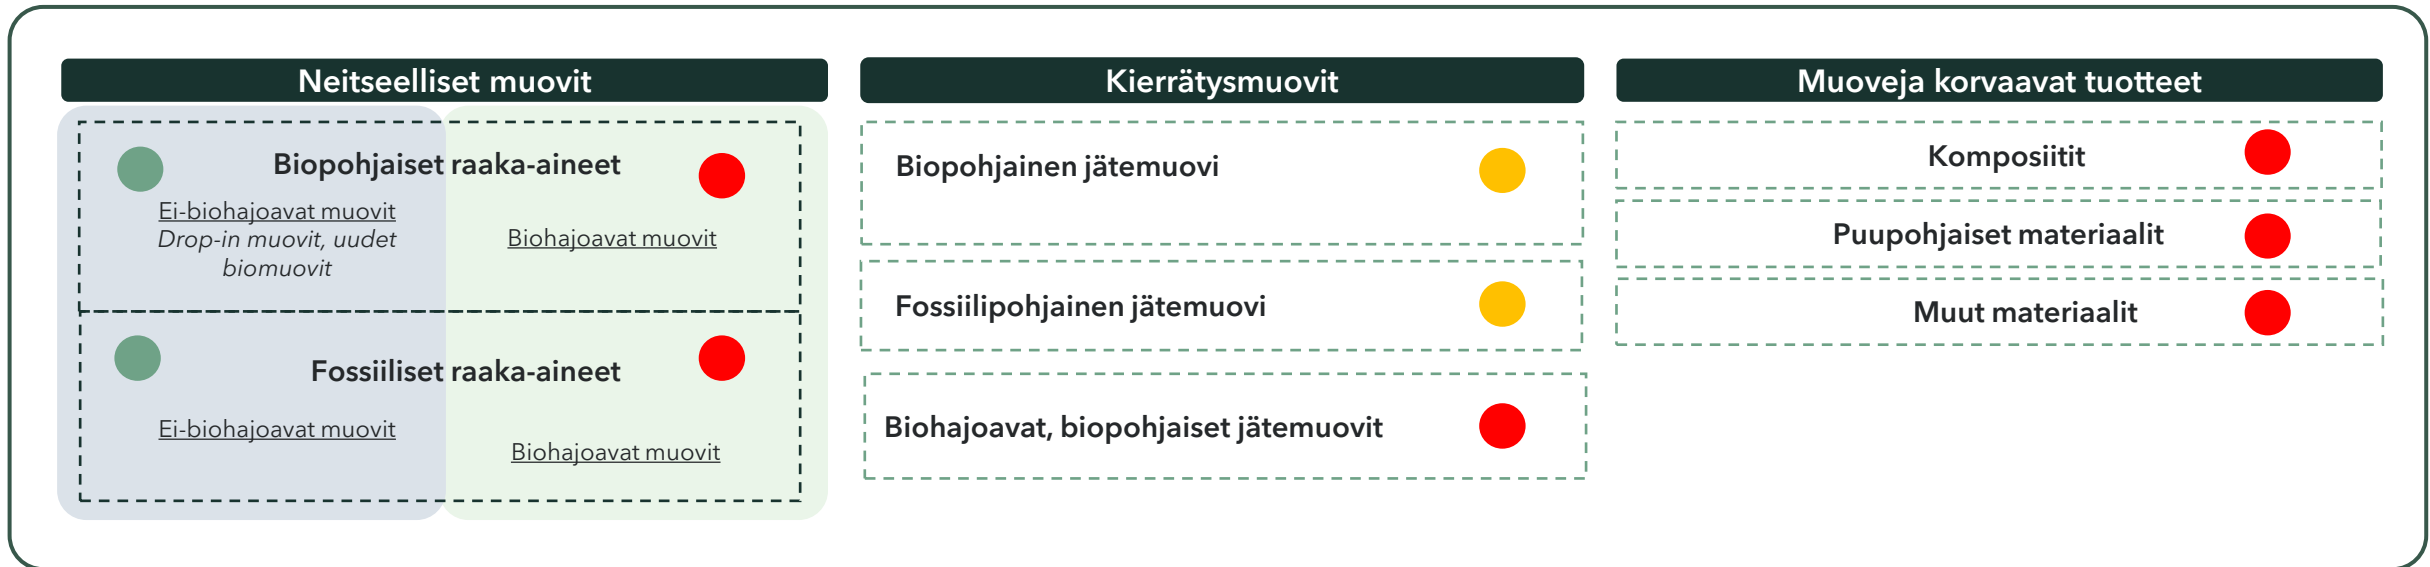 Neitseelliset muovit
Biopohjaiset raaka-aineet
Ei-biohajoavat muovit
Drop-in muovit, uudet
biomuovit
Biohajoavat muovit
Fossiiliset raaka-aineet
Ei-biohajoavat muovit
Biohajoavat muovit
Kierrätysmuovit
Biopohjainen jätemuovi
Fossiilipohjainen jätemuovi
Biohajoavat, biopohjaiset jätemuovit
Muoveja korvaavat tuotteet
Komposiitit
Puupohjaiset materiaalit
Muut materiaalit